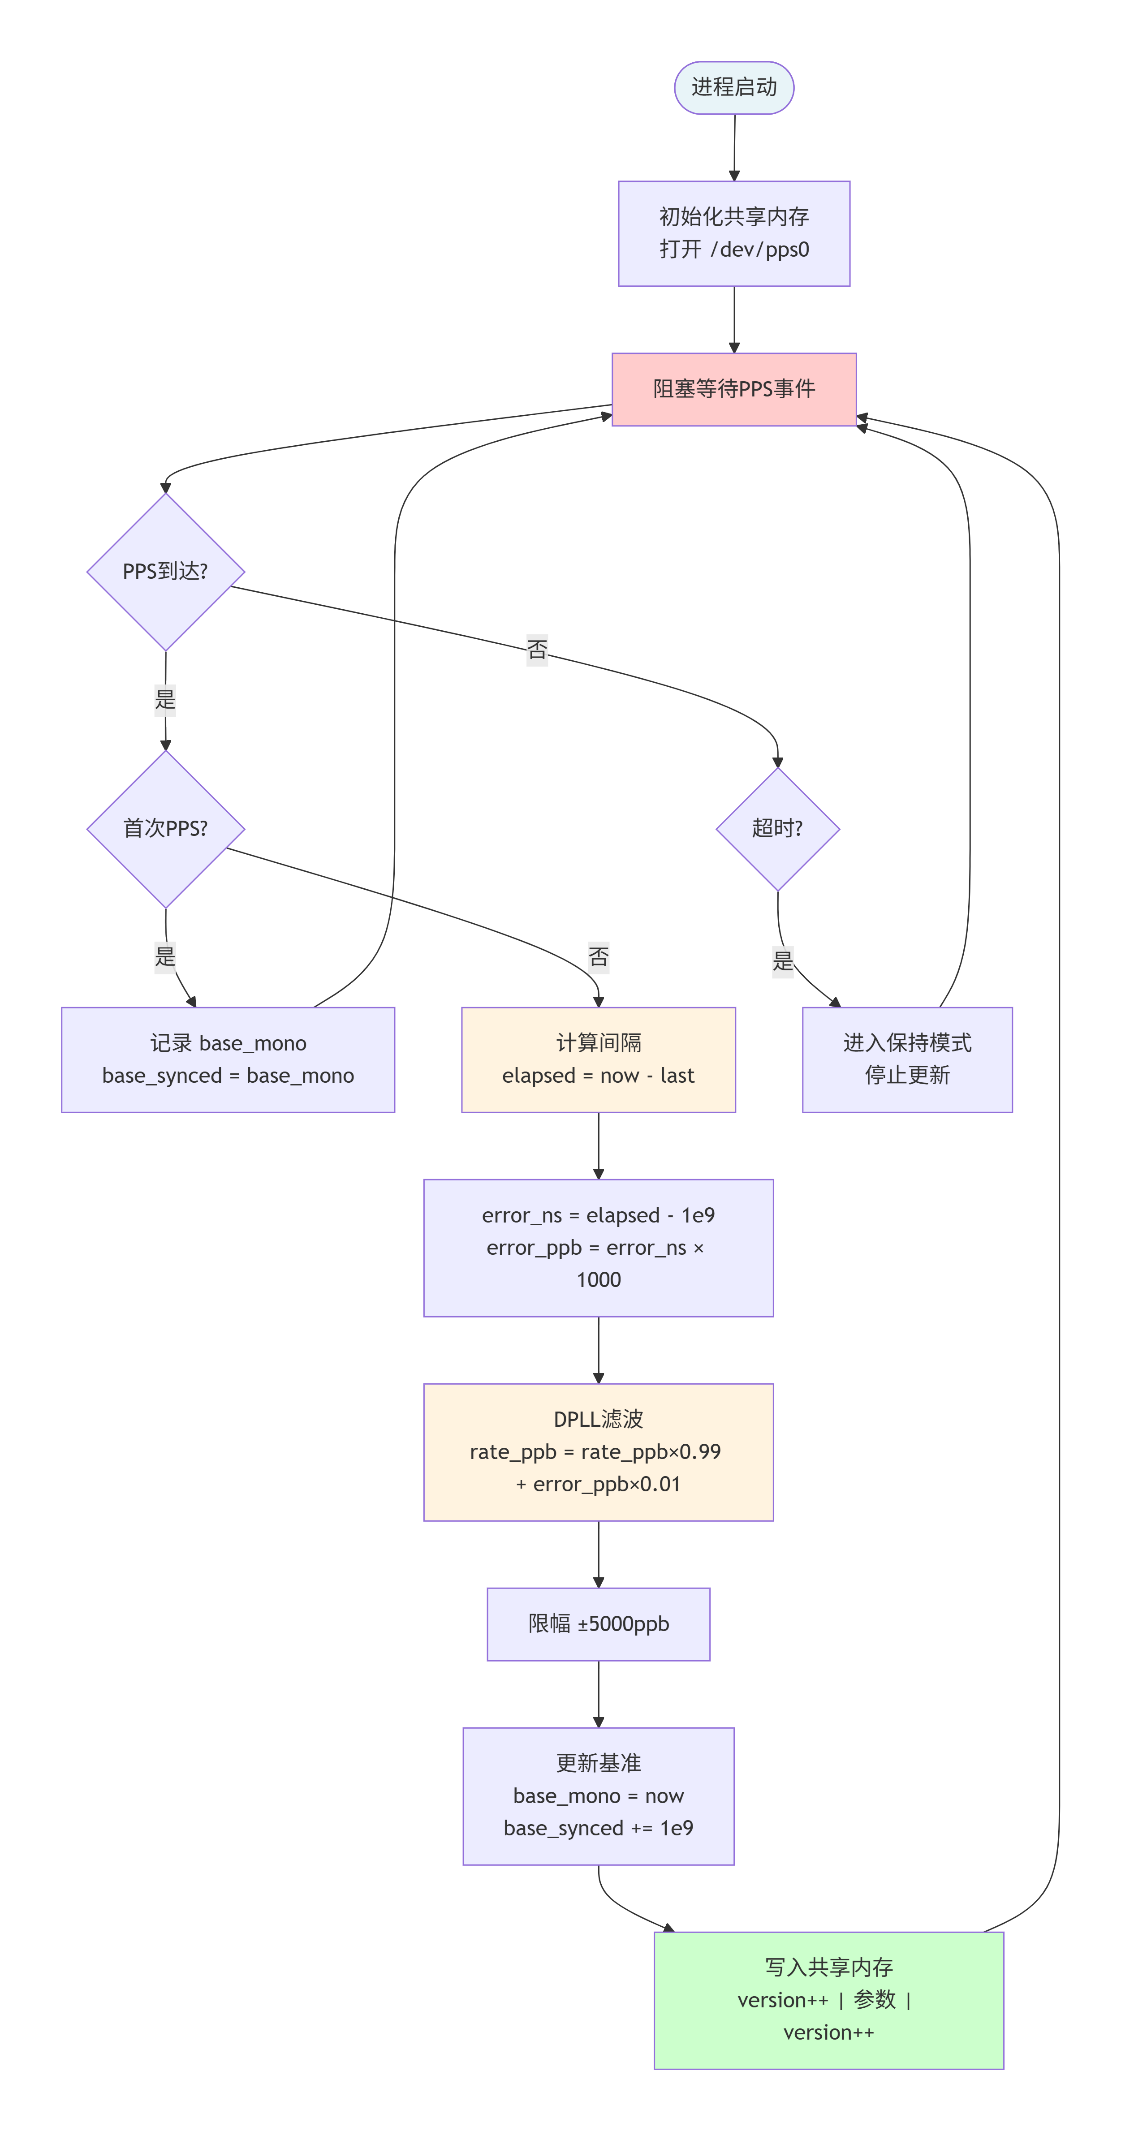 进程启动
初始化共享内存
打开 /dev/pps0
阻塞等待PPS事件
PPS到达?
否
是
首次PPS?
超时?
是
否
是
记录 base_mono
base_synced = base_mono
计算间隔
elapsed = now - last
进入保持模式
停止更新
error_ns = elapsed - 1e9
error_ppb = error_ns ×
1000
DPLL滤波
rate_ppb = rate_ppb×0.99
+ error_ppb×0.01
限幅 ±5000ppb
更新基准
base_mono = now
base_synced += 1e9
写入共享内存
version++ | 参数 |
version++